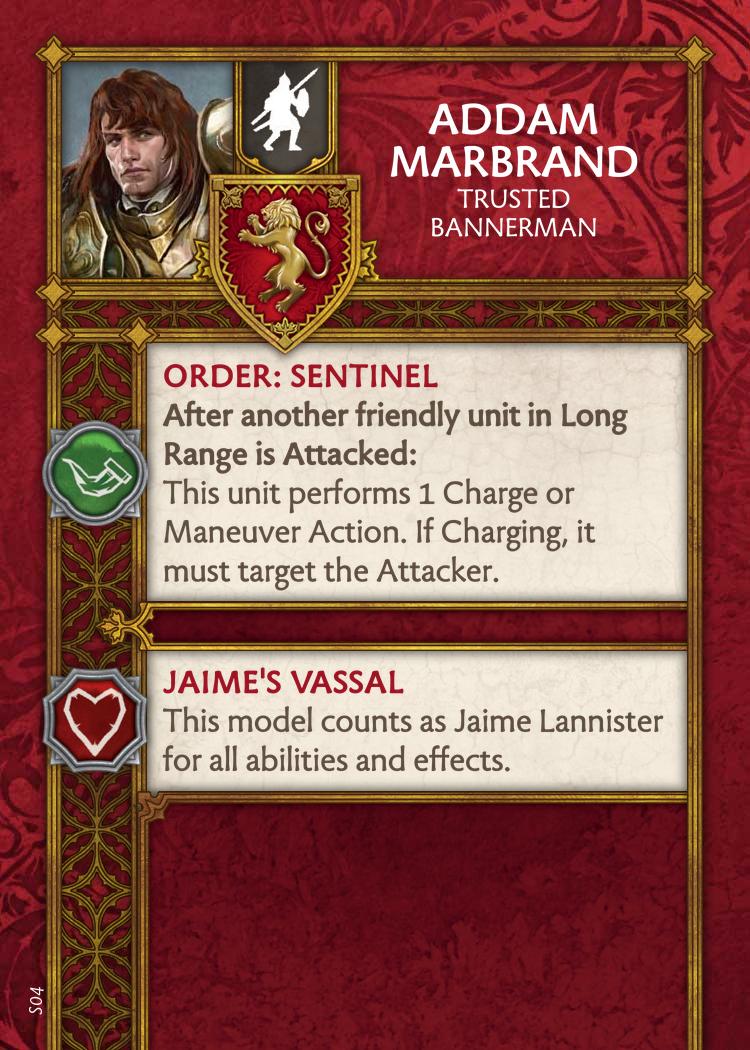 ADDAM
MARBRAND
TRUSTED
BANNERMAN
ORDER: SENTINEL
After another friendly unit in Long
Range is Attacked:
This unit performs 1 Charge or
Maneuver Action. If Charging, it
must target the Attacker.
JAIME'S VASSAL
This model counts as Jaime Lannister
for all abilities and effects.
S04